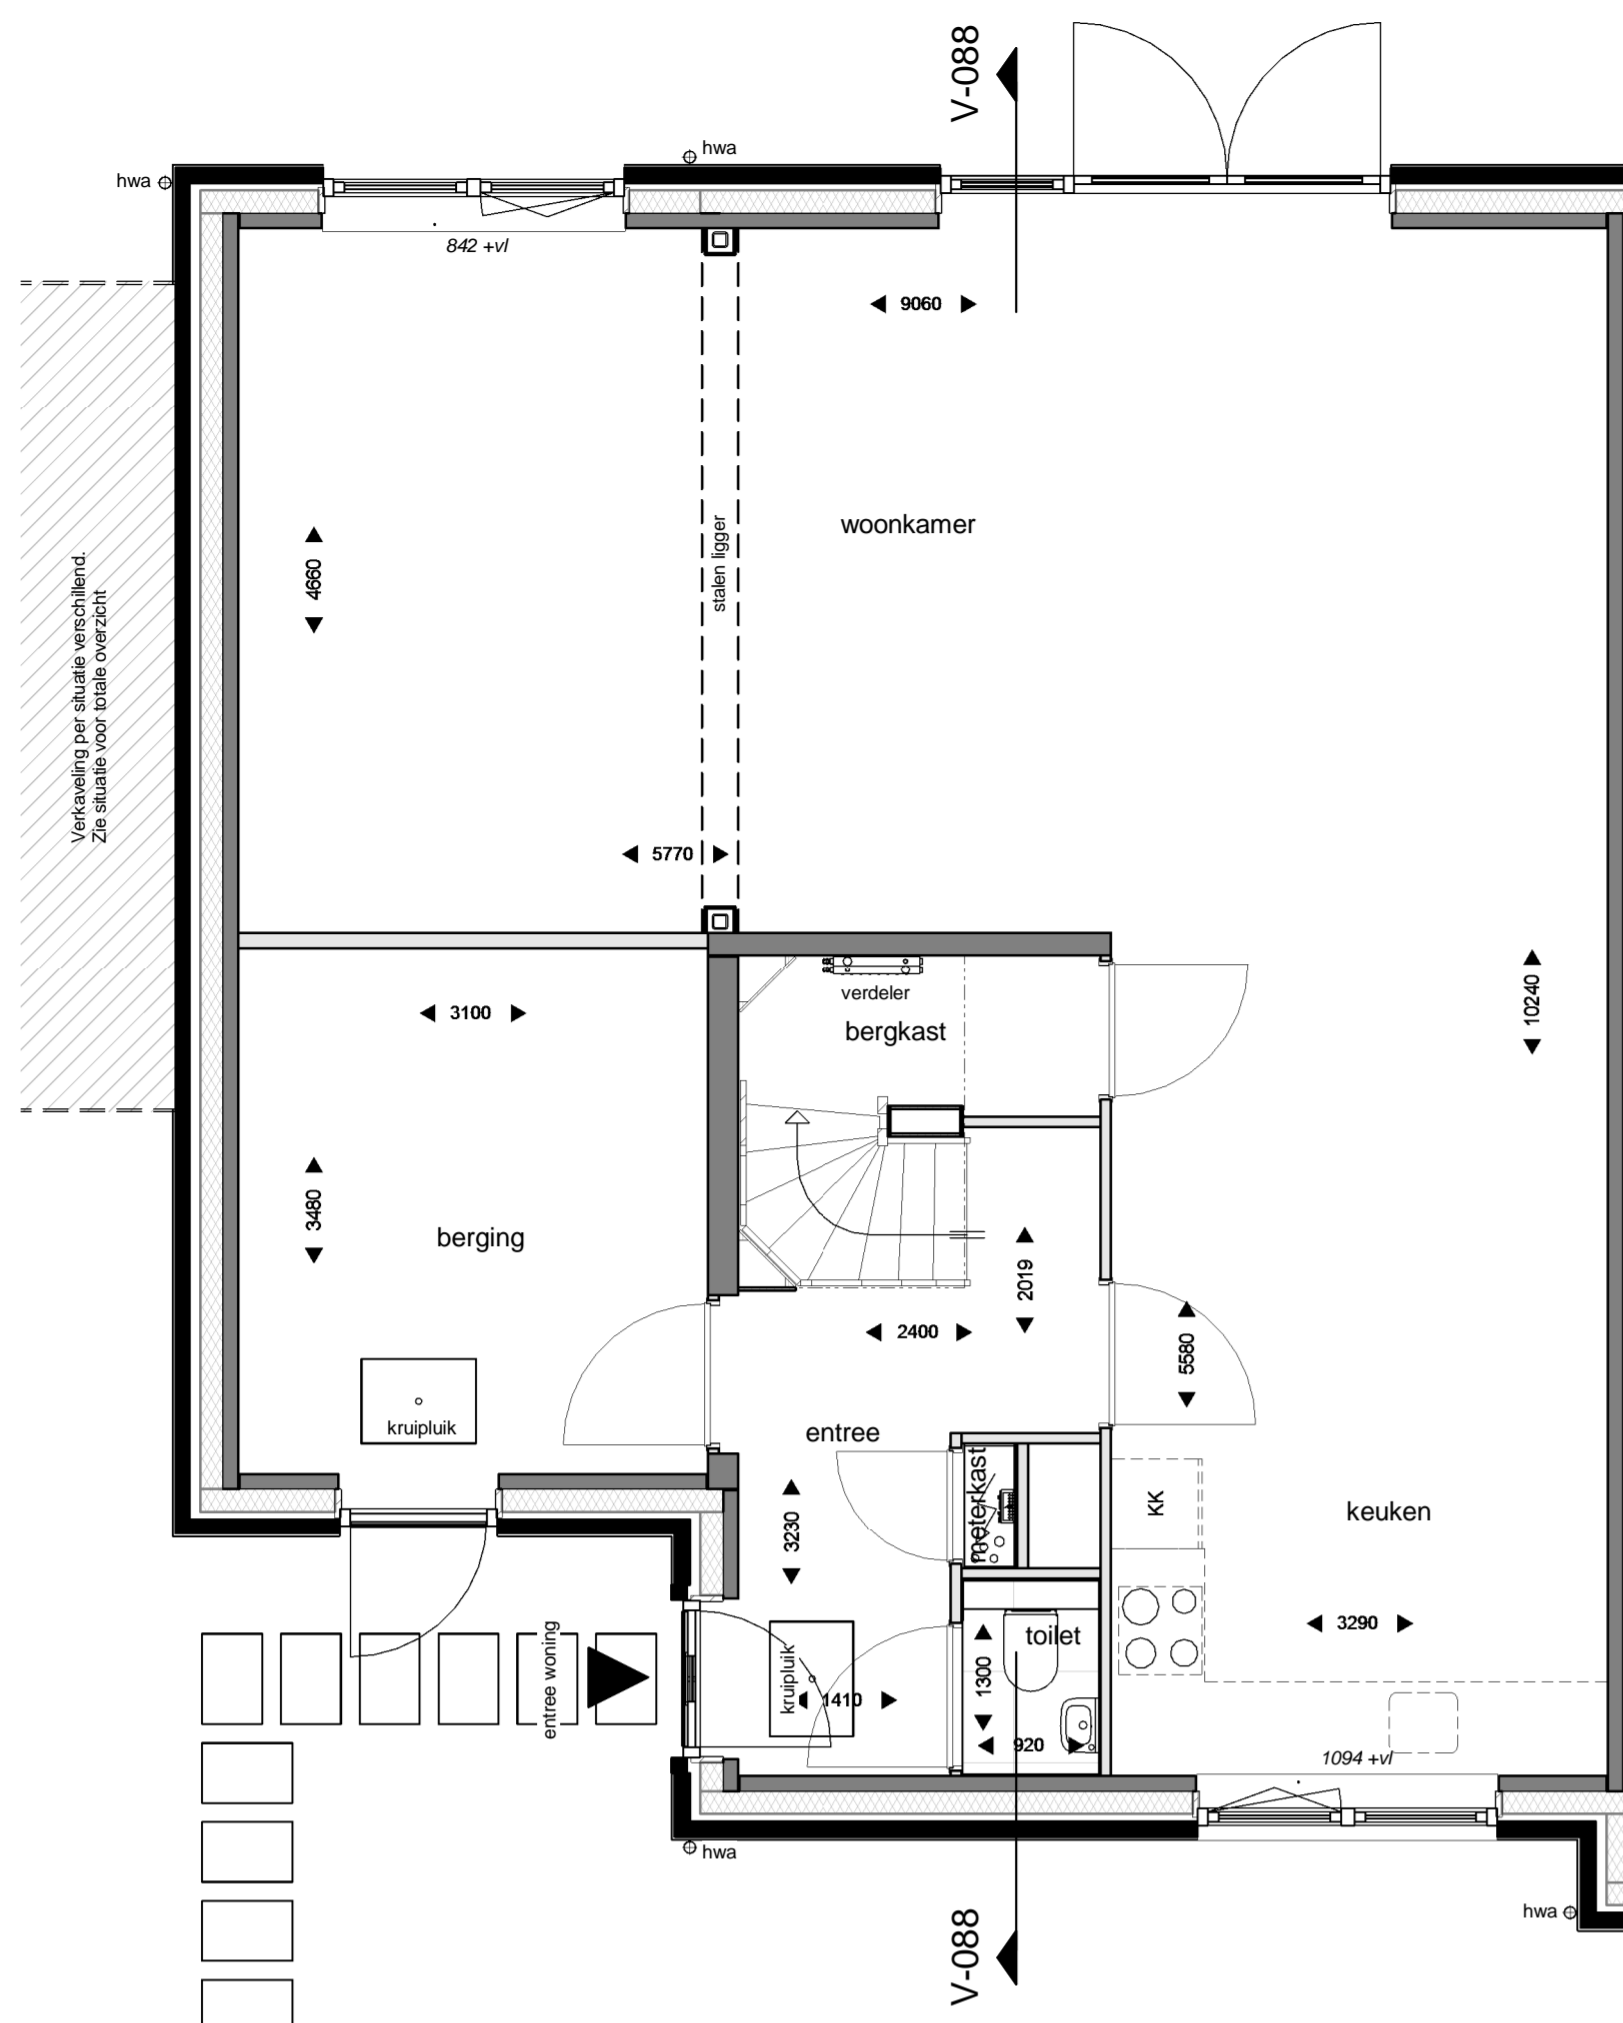 V-088
hwa
hwa
842 +vl
9060
woonkamer
stalen ligger
4660
Verkaveling per situatie verschillend.
Zie situatie voor totale overzicht
5770
10240
3100
verdeler
bergkast
3480
berging
2019
2400
5580
kruipluik
entree
meterkast
KK
keuken
3230
entree woning
kruipluik
1410
1300
toilet
920
3290
1094 +vl
hwa
hwa
V-088